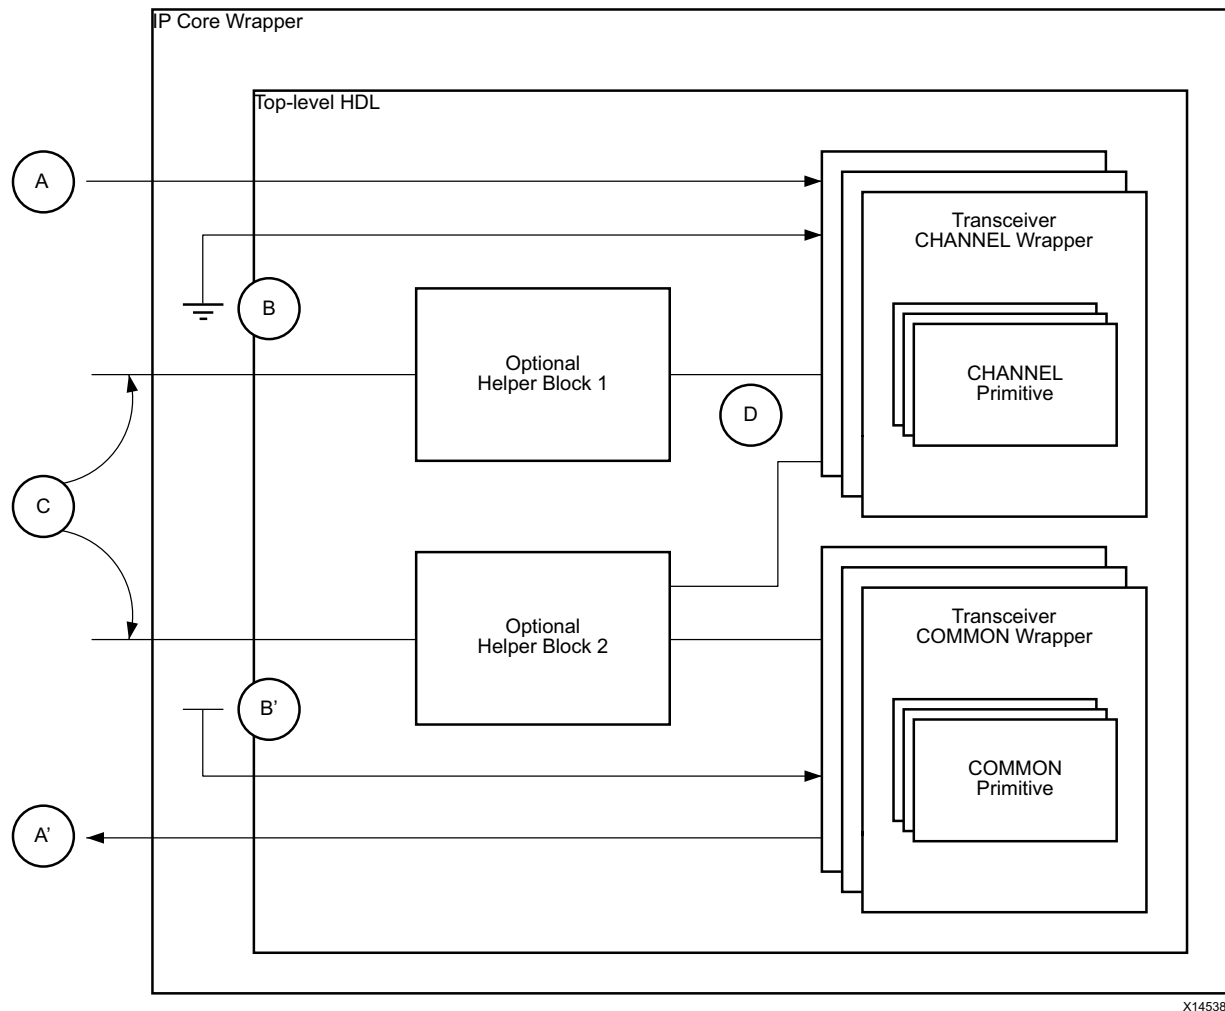 IP Core Wrapper
Top-level HDL
A
Transceiver
CHANNEL Wrapper
B
Optional
Helper Block 1
CHANNEL
Primitive
D
C
Optional
Helper Block 2
Transceiver
COMMON Wrapper
B’
COMMON
Primitive
A’
X14538